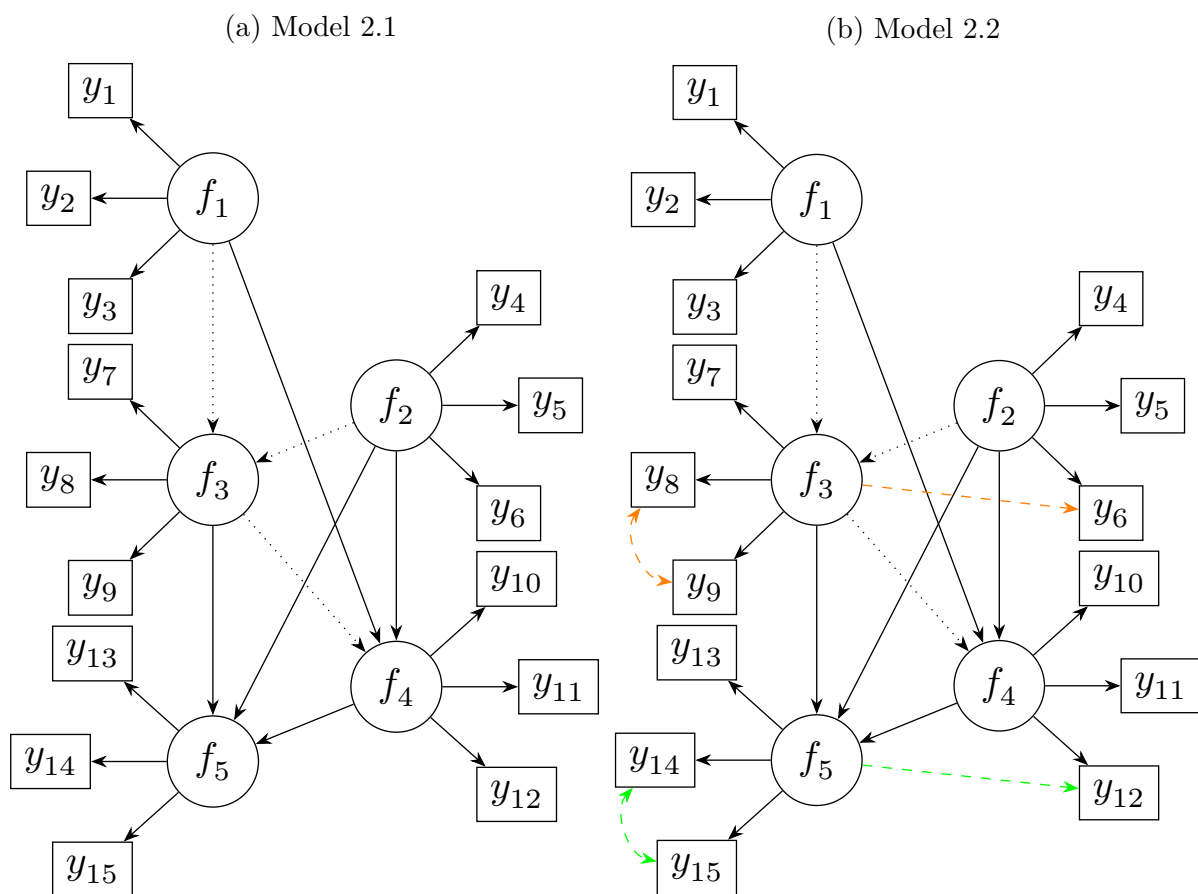 (a) Model 2.1
y₁
y₂
f₁
y₃
y₄
y₇
f₂
y₅
y₈
f₃
y₆
y₉
y₁₀
y₁₃
f₄
y₁₁
y₁₄
f₅
y₁₂
y₁₅
(b) Model 2.2
y₁
y₂
f₁
y₃
y₄
y₇
f₂
y₅
y₈
f₃
y₆
y₉
y₁₀
y₁₃
f₄
y₁₁
y₁₄
f₅
y₁₂
y₁₅